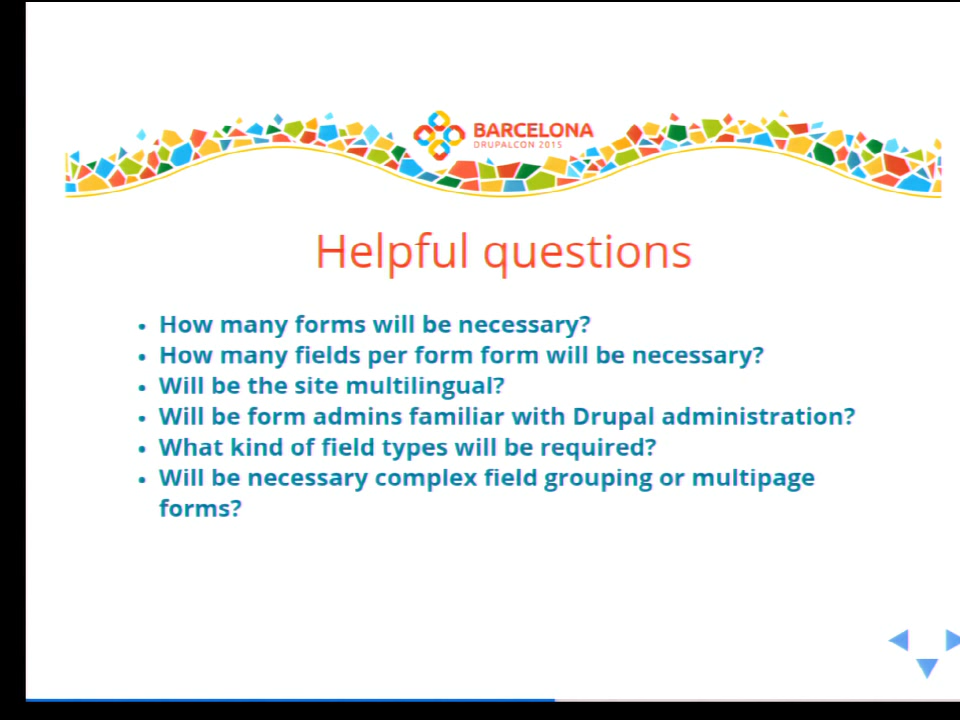 BARCELONA
DRUPALCON 2015
Helpful questions
• How many forms will be necessary?
• How many fields per form form will be necessary?
• Will be the site multilingual?
• Will be form admins familiar with Drupal administration?
• What kind of field types will be required?
• Will be necessary complex field grouping or multipage
forms?